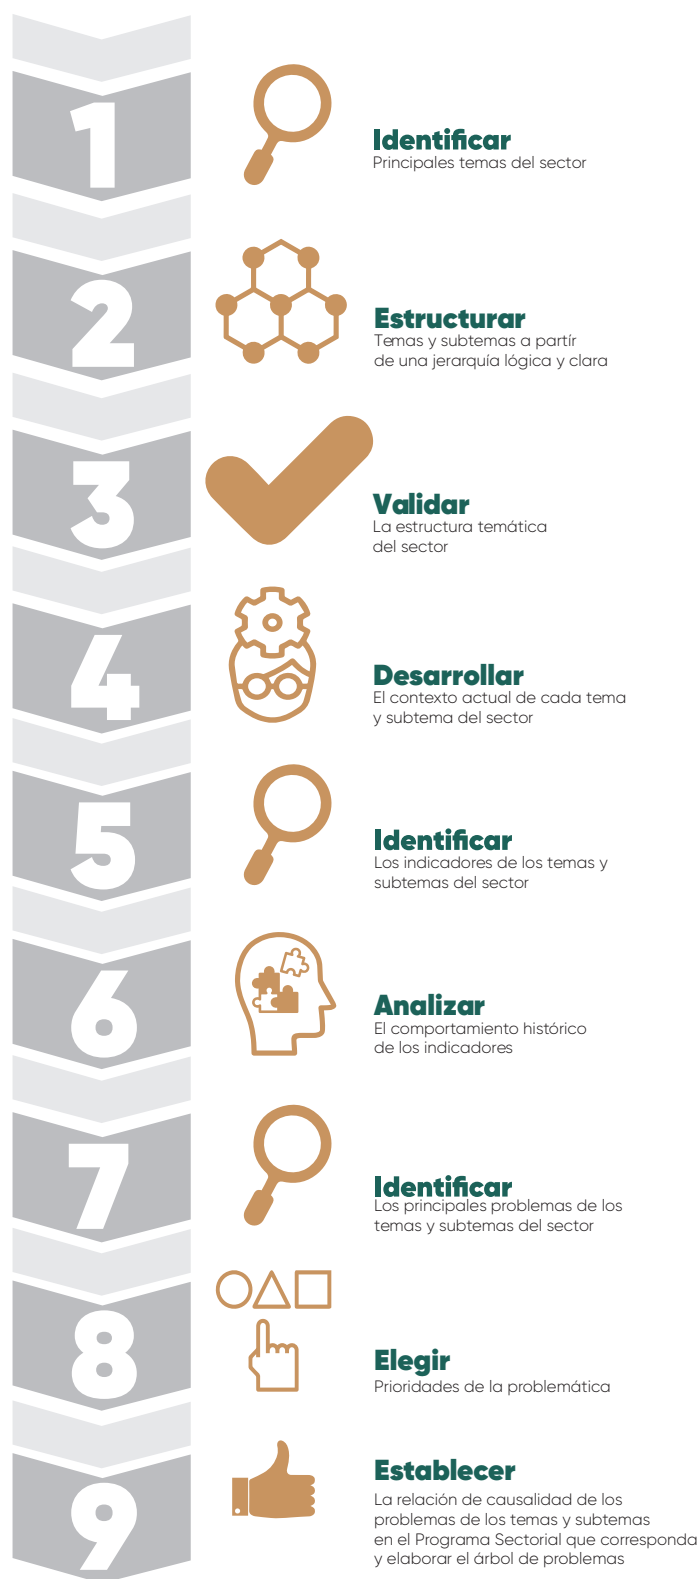 1
Identificar
Principales temas del sector
2
Estructurar
Temas y subtemas a partír
de una jerarquía lógica y clara
3
Validar
La estructura temática
del sector
4
Desarrollar
El contexto actual de cada tema
y subtema del sector
5
Identificar
Los indicadores de los temas y
subtemas del sector
6
Analizar
El comportamiento histórico
de los indicadores
7
Identificar
Los principales problemas de los
temas y subtemas del sector
8
Elegir
Prioridades de la problemática
9
Establecer
La relación de causalidad de los
problemas de los temas y subtemas
en el Programa Sectorial que corresponda
y elaborar el árbol de problemas